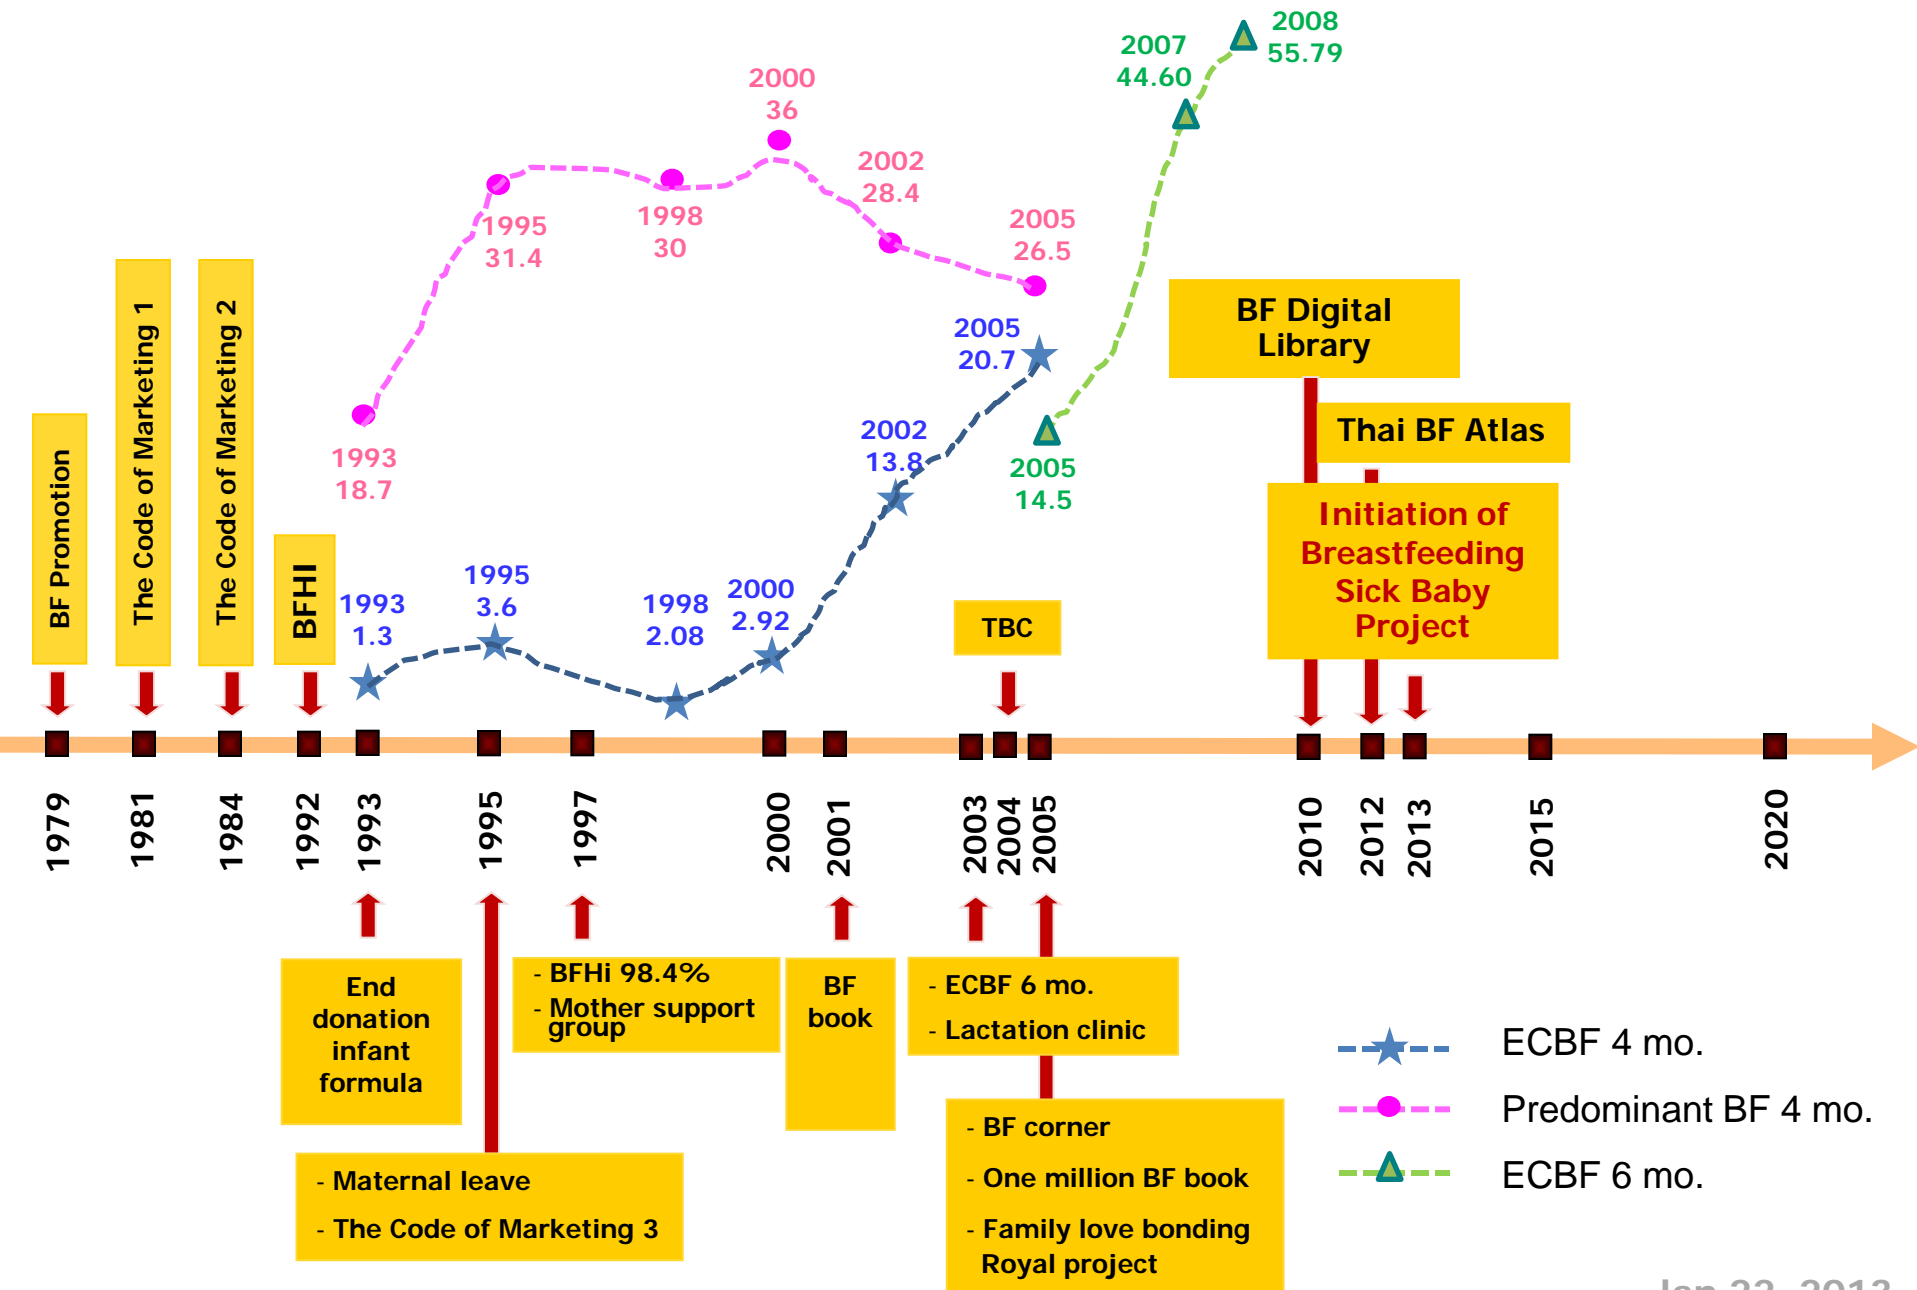 2008
55.79
2007
44.60
2000
36
2002
28.4
1995
31.4
1998
30
2005
26.5
1993
18.7
2005
20.7
2002
13.8
2005
14.5
1993
1.3
1995
3.6
1998
2.08
2000
2.92
BF Promotion
The Code of Marketing 1
The Code of Marketing 2
BFHI
TBC
BF Digital
Library
Thai BF Atlas
Initiation of
Breastfeeding
Sick Baby
Project
1979
1981
1984
1992
1993
1995
1997
2000
2001
2003
2004
2005
2010
2012
2013
2015
2020
End
donation
infant
formula
- Maternal leave
- The Code of Marketing 3
- BFHi 98.4%
- Mother support
group
BF
book
- ECBF 6 mo.
- Lactation clinic
- BF corner
- One million BF book
- Family love bonding
Royal project
ECBF 4 mo.
Predominant BF 4 mo.
ECBF 6 mo.